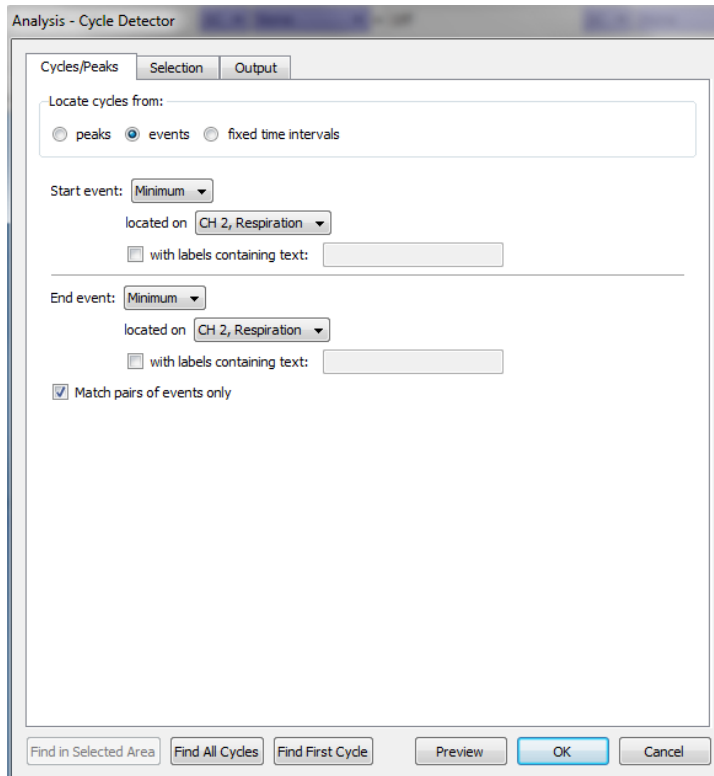 Analysis - Cycle Detector
Cycles/Peaks Selection Output
Locate cycles from:
peaks events fixed time intervals
Start event: Minimum
located on CH 2, Respiration
with labels containing text:
End event: Minimum
located on CH 2, Respiration
with labels containing text:
Match pairs of events only
Find in Selected Area Find All Cycles Find First Cycle Preview OK Cancel